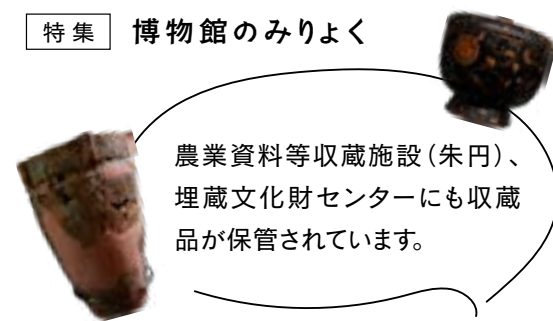 特集 博物館のみりょく
農業資料等収蔵施設（朱円）、
埋蔵文化財センターにも収蔵
品が保管されています。